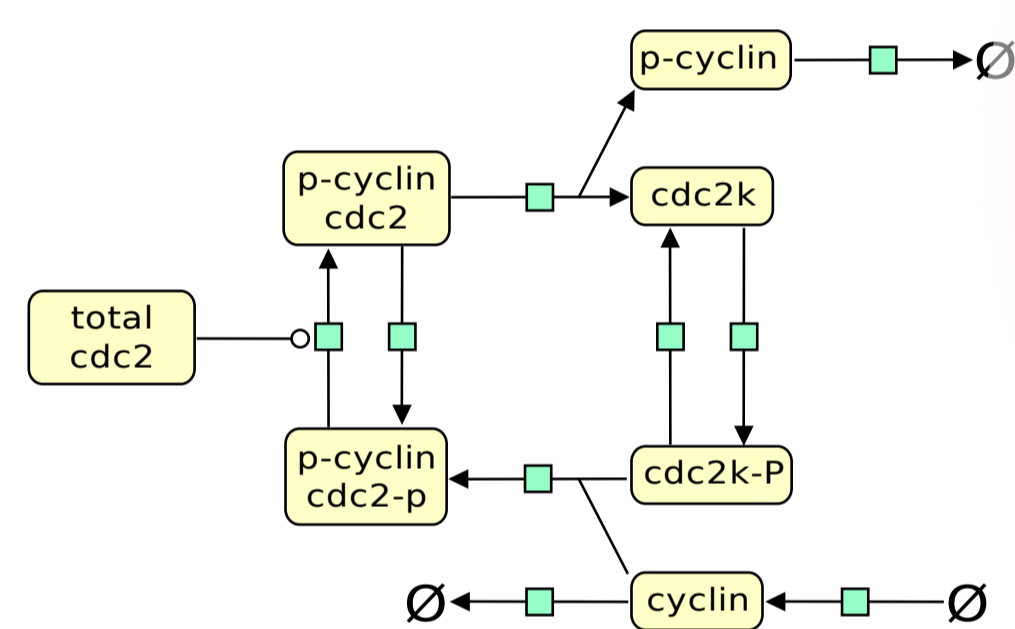 p-cyclin
Ø
p-cyclin
cdc2
cdc2k
total
cdc2
p-cyclin
cdc2-p
cdc2k-P
Ø
cyclin
Ø